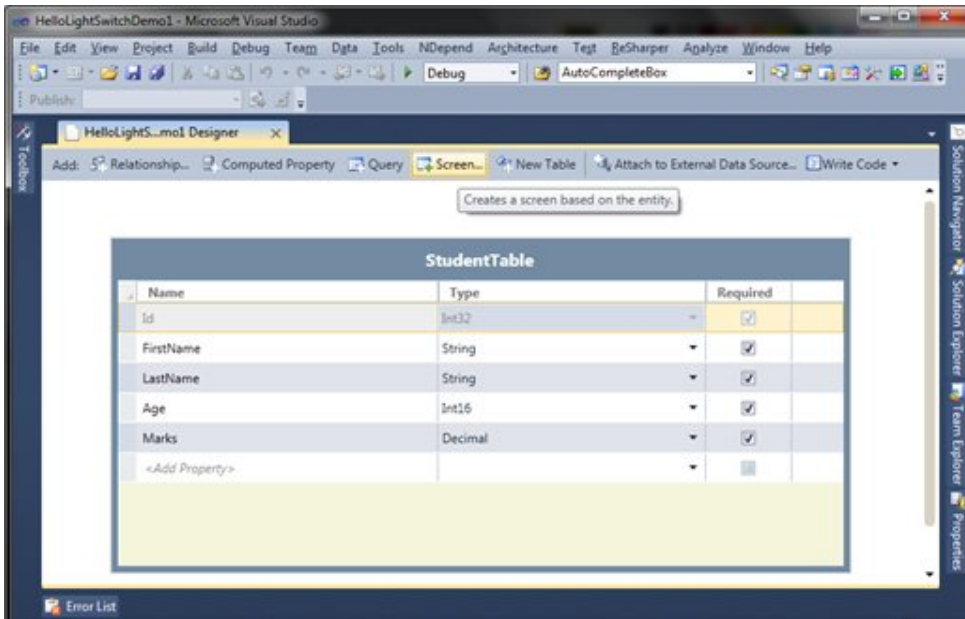 HelloLightSwitchDemo1 - Microsoft Visual Studio
File Edit View Project Build Debug Team Data Tools NDepend Architecture Test ReSharper Analyze Window Help
Debug AutoCompleteBox
Publish:
HelloLightS...mo1 Designer
Add: Relationship... Computed Property Query Screen... New Table Attach to External Data Source... Write Code
Creates a screen based on the entity.
StudentTable
Name Type Required
Id Int32
FirstName String
LastName String
Age Int16
Marks Decimal
<Add Property>
Error List
Toolbox
Solution Navigator
Solution Explorer
Team Explorer
Properties